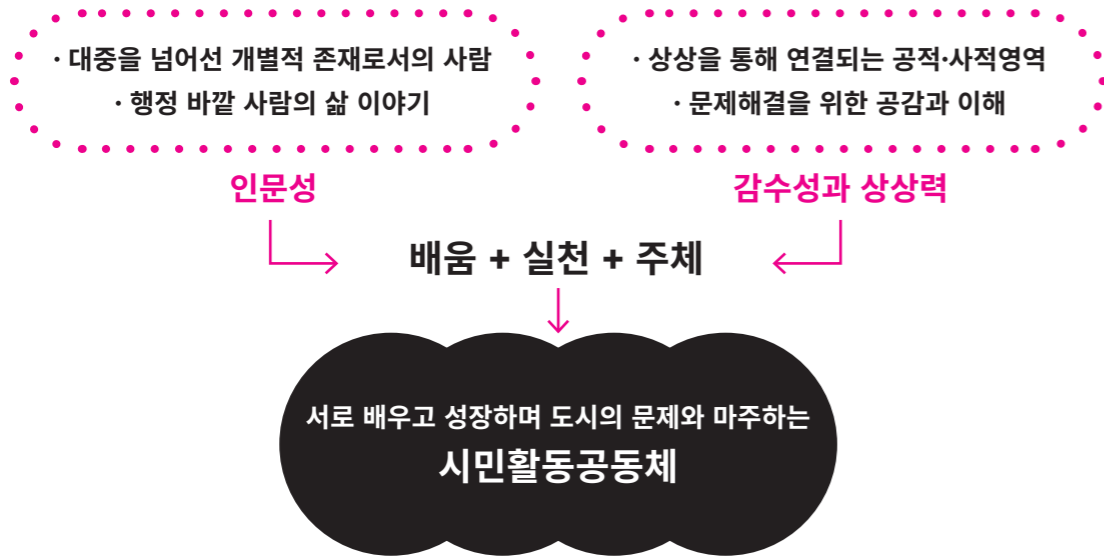 · 대중을 넘어선 개별적 존재로서의 사람
· 행정 바깥 사람의 삶 이야기
· 상상을 통해 연결되는 공적·사적영역
· 문제해결을 위한 공감과 이해
인문성
감수성과 상상력
배움 + 실천 + 주체
서로 배우고 성장하며 도시의 문제와 마주하는
시민활동공동체